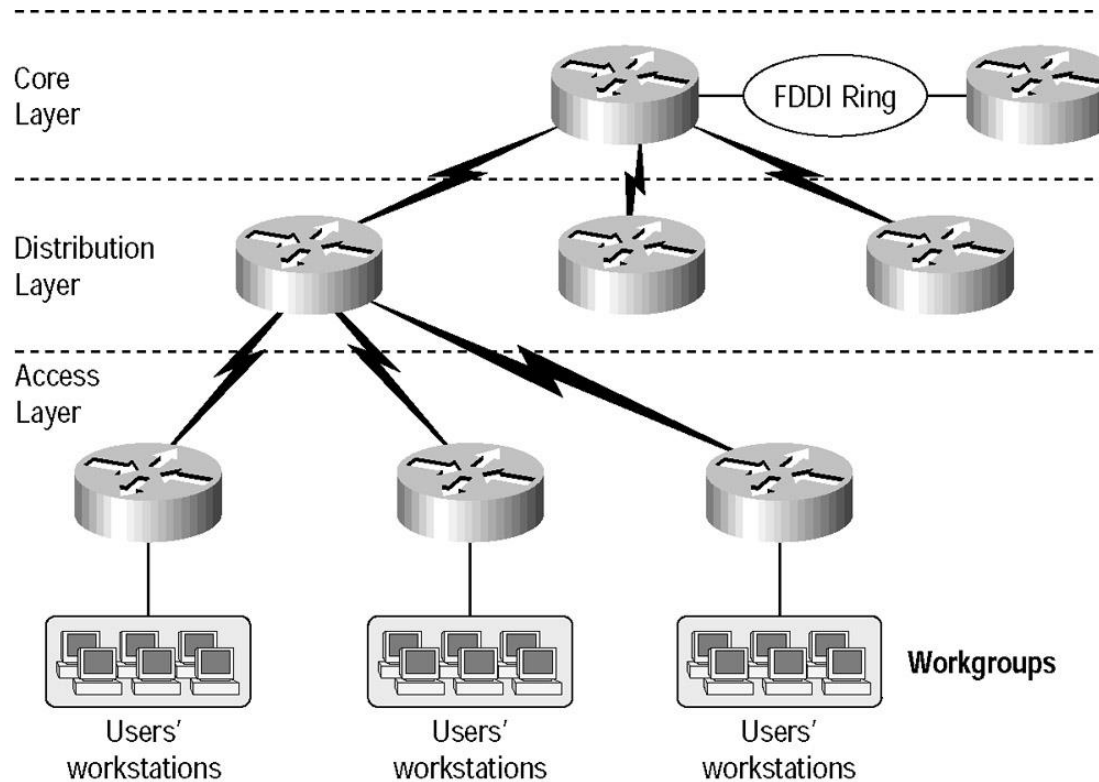 Core
Layer
FDDI Ring
Distribution
Layer
Access
Layer
Workgroups
Users'
workstations
Users'
workstations
Users'
workstations